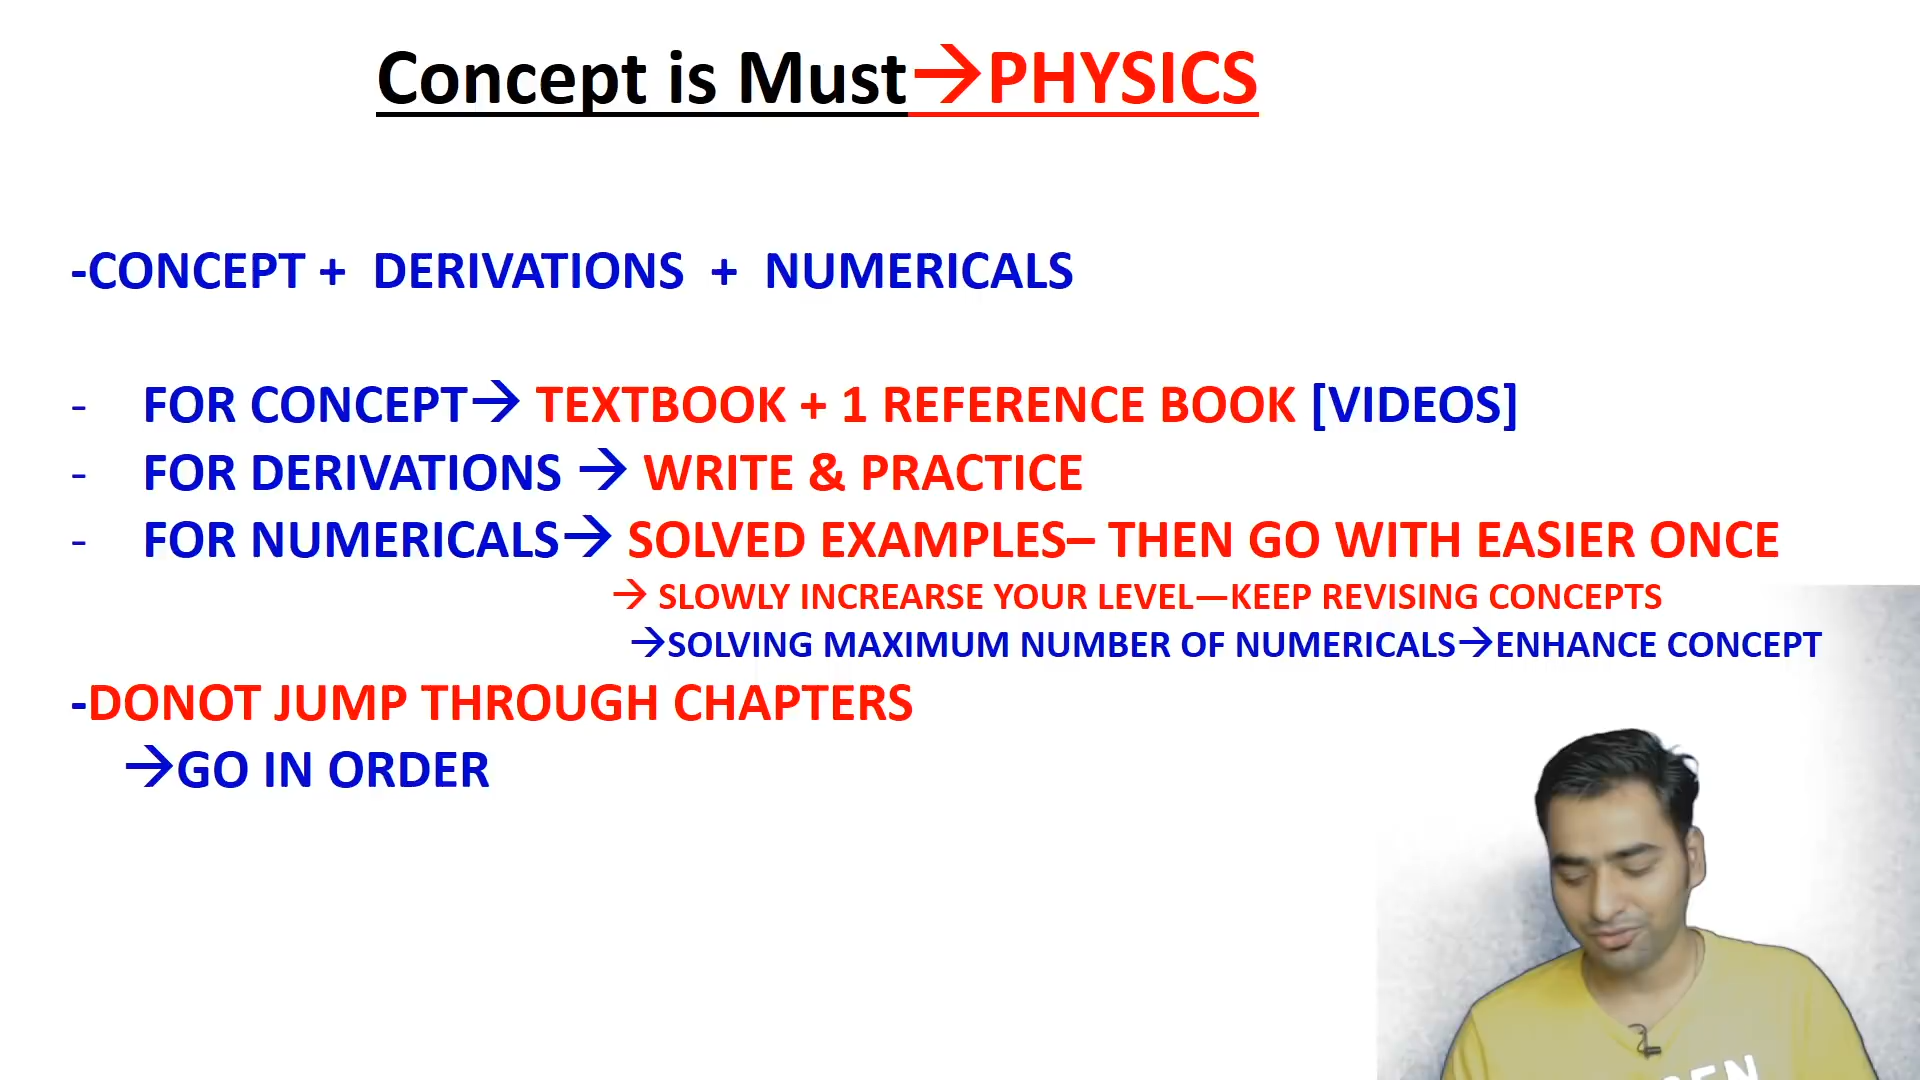 Concept is Must→PHYSICS
-CONCEPT + DERIVATIONS + NUMERICALS
- FOR CONCEPT→ TEXTBOOK + 1 REFERENCE BOOK [VIDEOS]
- FOR DERIVATIONS → WRITE & PRACTICE
- FOR NUMERICALS→ SOLVED EXAMPLES– THEN GO WITH EASIER ONCE
→ SLOWLY INCREARSE YOUR LEVEL—KEEP REVISING CONCEPTS
→SOLVING MAXIMUM NUMBER OF NUMERICALS→ENHANCE CONCEPT
-DONOT JUMP THROUGH CHAPTERS
→GO IN ORDER